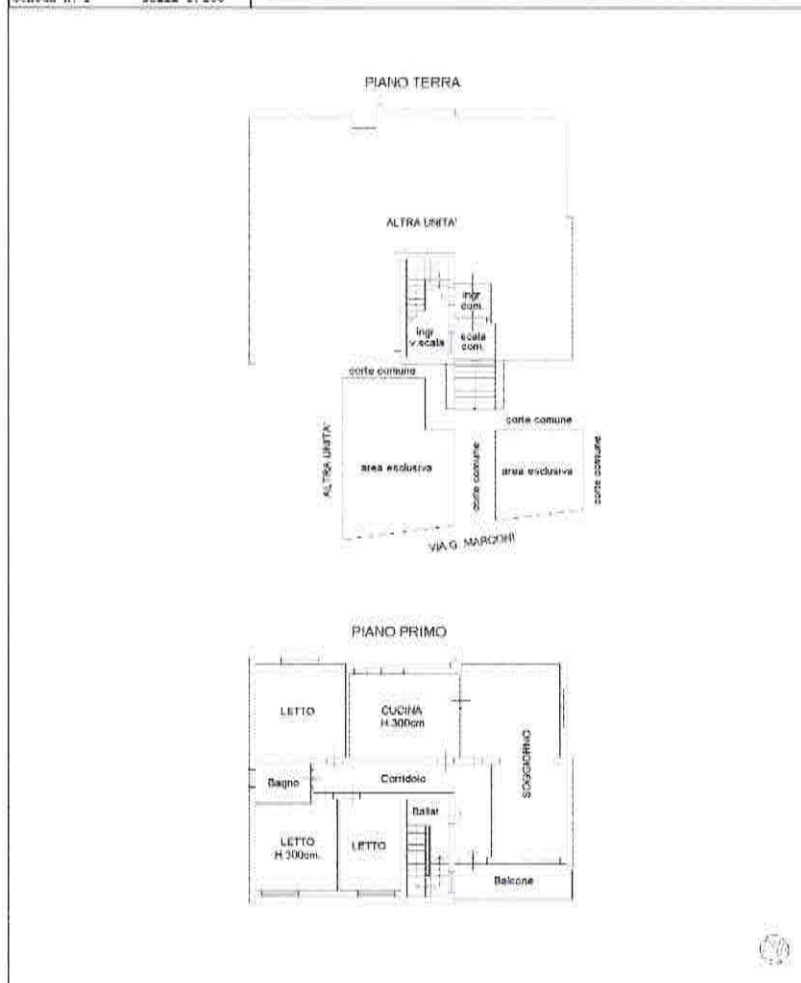 PIANO TERRA
ALTRA UNITA'
ingr
com.
ingr
v.scala
scala
com.
corte comune
corte comune
ALTRA UNITA'
area esclusiva
corte comune
area esclusiva
corte comune
VIA G. MARCONI
PIANO PRIMO
LETTO
CUCINA
H.300cm
SOGGIORNO
Bagno
Corridoio
Ballat
LETTO
H.300cm.
LETTO
Balcone